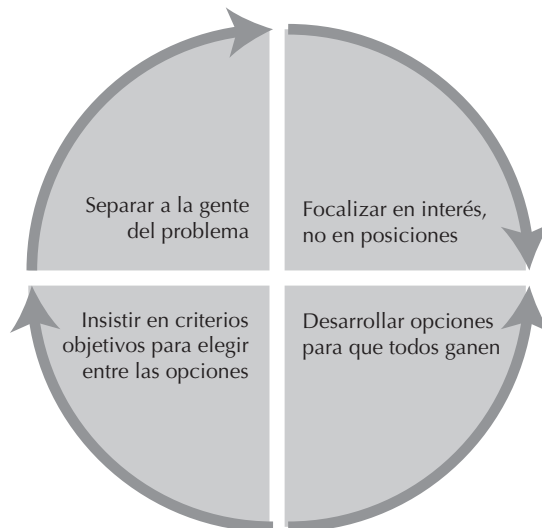 Separar a la gente
del problema
Focalizar en interés,
no en posiciones
Insistir en criterios
objetivos para elegir
entre las opciones
Desarrollar opciones
para que todos ganen